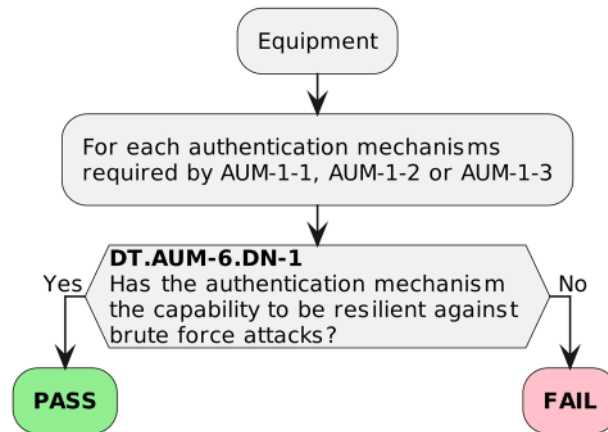 Equipment
For each authentication mechanisms
required by AUM-1-1, AUM-1-2 or AUM-1-3
DT.AUM-6.DN-1
Has the authentication mechanism
the capability to be resilient against
brute force attacks?
Yes
No
PASS
FAIL